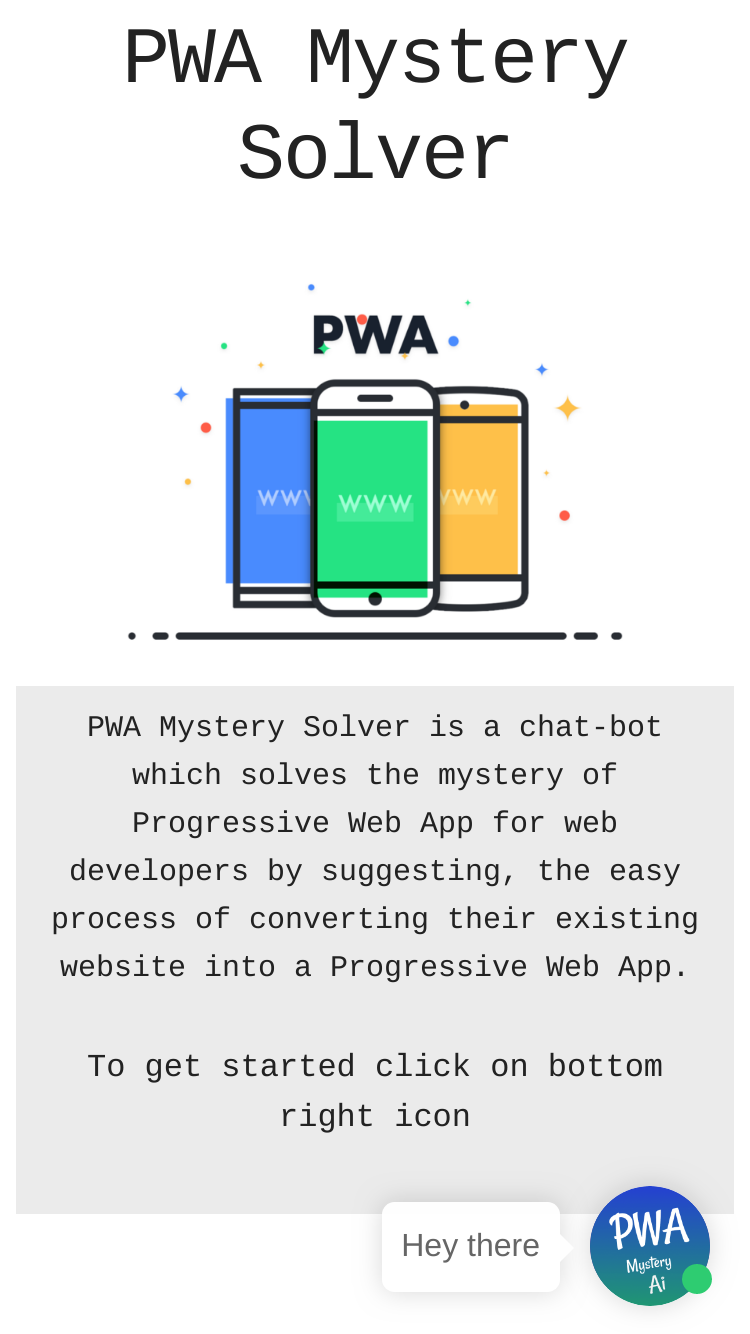 PWA Mystery
Solver
PWA
WWW WWW WWW
PWA Mystery Solver is a chat-bot
which solves the mystery of
Progressive Web App for web
developers by suggesting, the easy
process of converting their existing
website into a Progressive Web App.
To get started click on bottom
right icon
Hey there
PWA
Mystery
Ai